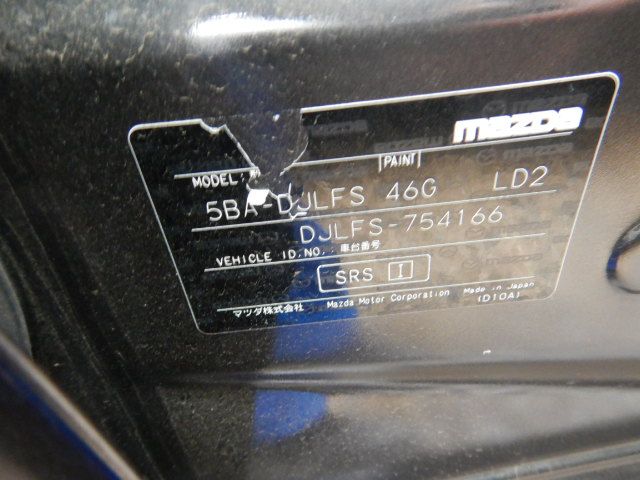 mazda
MODEL: PAINT
5BA-DJLFS 46G LD2
DJLFS-754166
VEHICLE ID.NO.:車台番号
SRS I
マツダ株式会社 Mazda Motor Corporation Made in Japan
(D10A)